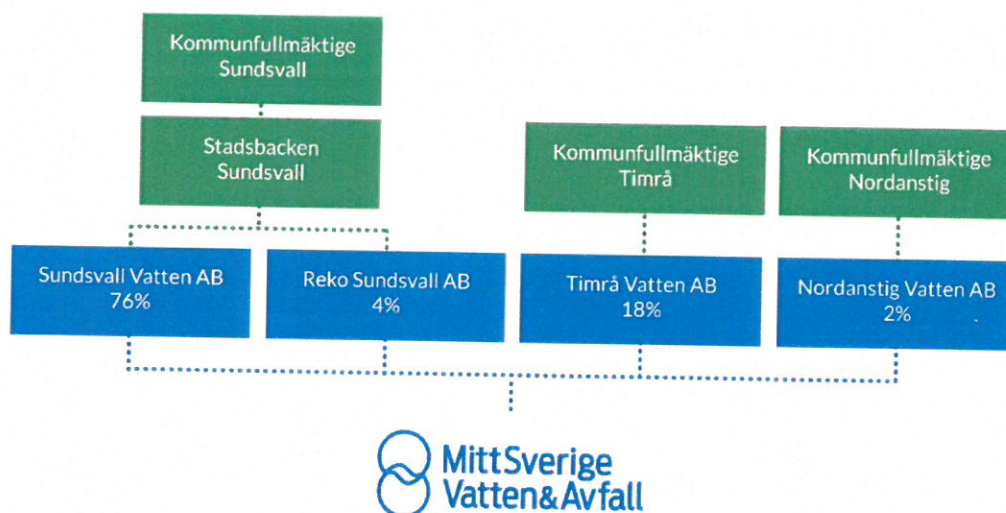 Kommunfullmäktige
Sundsvall
Stadsbacken
Sundsvall
Kommunfullmäktige
Timrå
Kommunfullmäktige
Nordanstig
Sundsvall Vatten AB
76%
Reko Sundsvall AB
4%
Timrå Vatten AB
18%
Nordanstig Vatten AB
2%
MittSverige
Vatten&Avfall